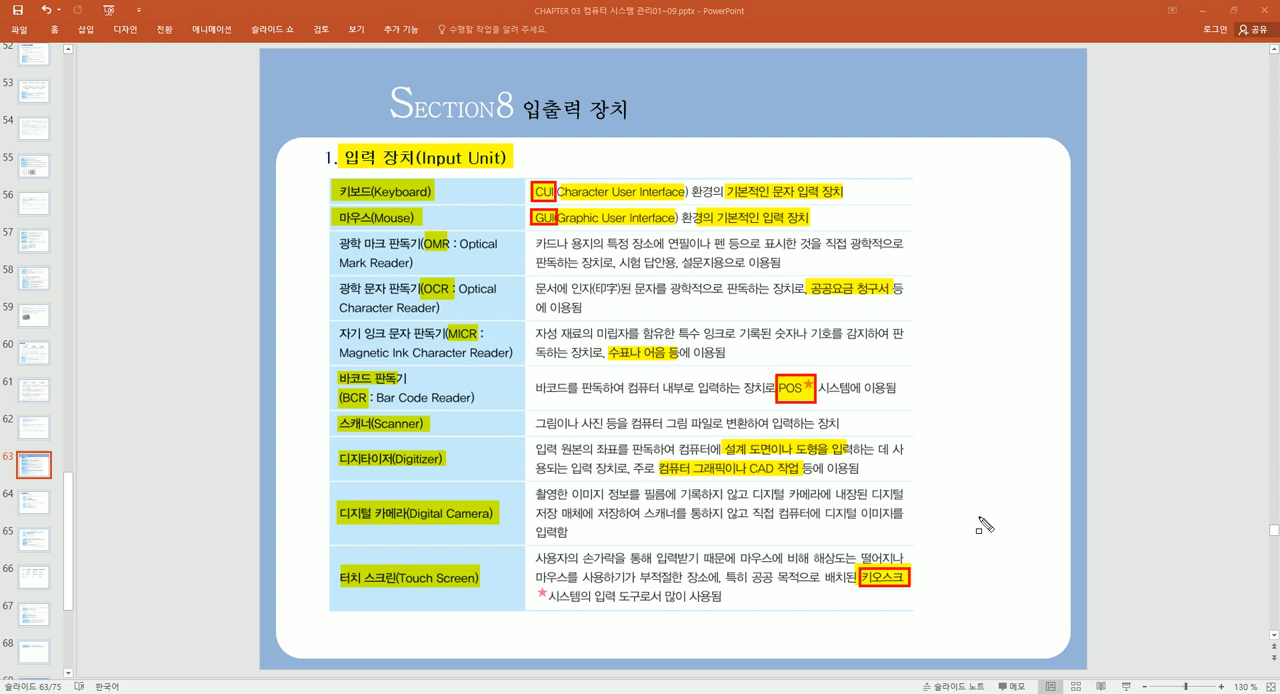 CHAPTER 03 컴퓨터 시스템 관리01~09.pptx - PowerPoint
파일 홈 삽입 디자인 전환 애니메이션 슬라이드 쇼 검토 보기 추가 기능 수행할 작업을 알려 주세요. 로그인 공유
52
53
54
55
56
57
58
59
60
61
62
63
64
65
66
67
68
SECTION8 입출력 장치
1. 입력 장치(Input Unit)
키보드(Keyboard)
CUI(Character User Interface) 환경의 기본적인 문자 입력 장치
마우스(Mouse)
GUI(Graphic User Interface) 환경의 기본적인 입력 장치
광학 마크 판독기(OMR : Optical
Mark Reader)
카드나 용지의 특정 장소에 연필이나 펜 등으로 표시한 것을 직접 광학적으로
판독하는 장치로, 시험 답안용, 설문지용으로 이용됨
광학 문자 판독기(OCR : Optical
Character Reader)
문서에 인자(印字)된 문자를 광학적으로 판독하는 장치로, 공공요금 청구서 등
에 이용됨
자기 잉크 문자 판독기(MICR :
Magnetic Ink Character Reader)
자성 재료의 미립자를 함유한 특수 잉크로 기록된 숫자나 기호를 감지하여 판
독하는 장치로, 수표나 어음 등에 이용됨
바코드 판독기
(BCR : Bar Code Reader)
바코드를 판독하여 컴퓨터 내부로 입력하는 장치로 POS★ 시스템에 이용됨
스캐너(Scanner)
그림이나 사진 등을 컴퓨터 그림 파일로 변환하여 입력하는 장치
디지타이저(Digitizer)
입력 원본의 좌표를 판독하여 컴퓨터에 설계 도면이나 도형을 입력하는 데 사
용되는 입력 장치로, 주로 컴퓨터 그래픽이나 CAD 작업 등에 이용됨
디지털 카메라(Digital Camera)
촬영한 이미지 정보를 필름에 기록하지 않고 디지털 카메라에 내장된 디지털
저장 매체에 저장하여 스캐너를 통하지 않고 직접 컴퓨터에 디지털 이미지를
입력함
터치 스크린(Touch Screen)
사용자의 손가락을 통해 입력받기 때문에 마우스에 비해 해상도는 떨어지나
마우스를 사용하기가 부적절한 장소에, 특히 공공 목적으로 배치된 키오스크
★시스템의 입력 도구로서 많이 사용됨
슬라이드 63/75 한국어 슬라이드 노트 메모 130 %